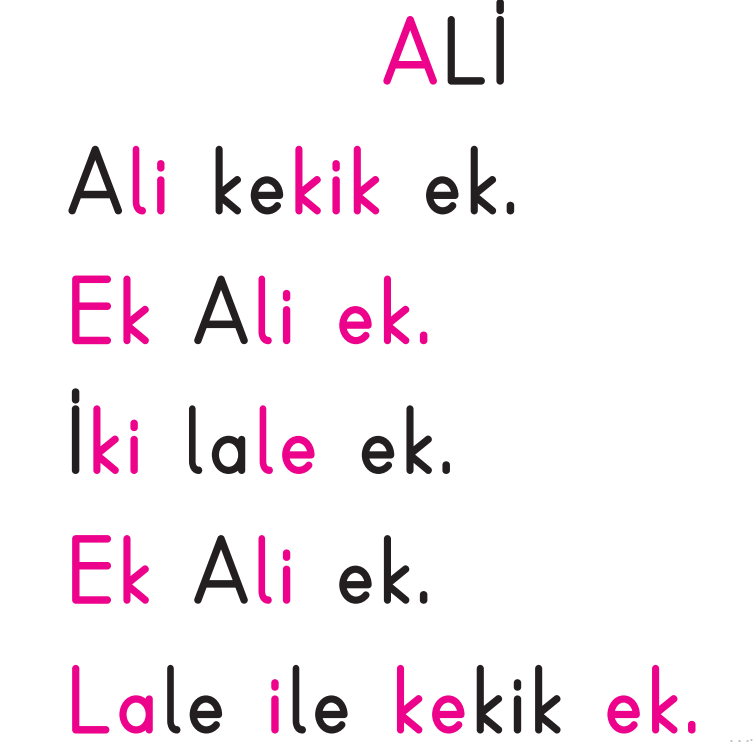 ALİ
Ali kekik ek.
Ek Ali ek.
İki lale ek.
Ek Ali ek.
Lale ile kekik ek.